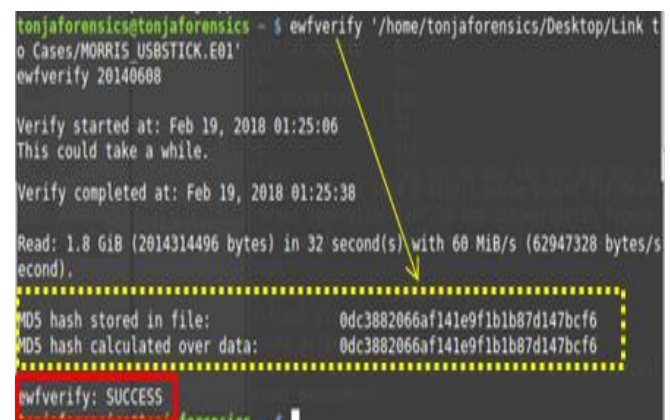 tonjaforensics@tonjaforensics ~ $ ewfverify '/home/tonjaforensics/Desktop/Link t
o Cases/MORRIS_USBSTICK.E01'
ewfverify 20140608
Verify started at: Feb 19, 2018 01:25:06
This could take a while.
Verify completed at: Feb 19, 2018 01:25:38
Read: 1.8 GiB (2014314496 bytes) in 32 second(s) with 60 MiB/s (62947328 bytes/s
econd).
MD5 hash stored in file: 0dc3882066af141e9f1b1b87d147bcf6
MD5 hash calculated over data: 0dc3882066af141e9f1b1b87d147bcf6
ewfverify: SUCCESS